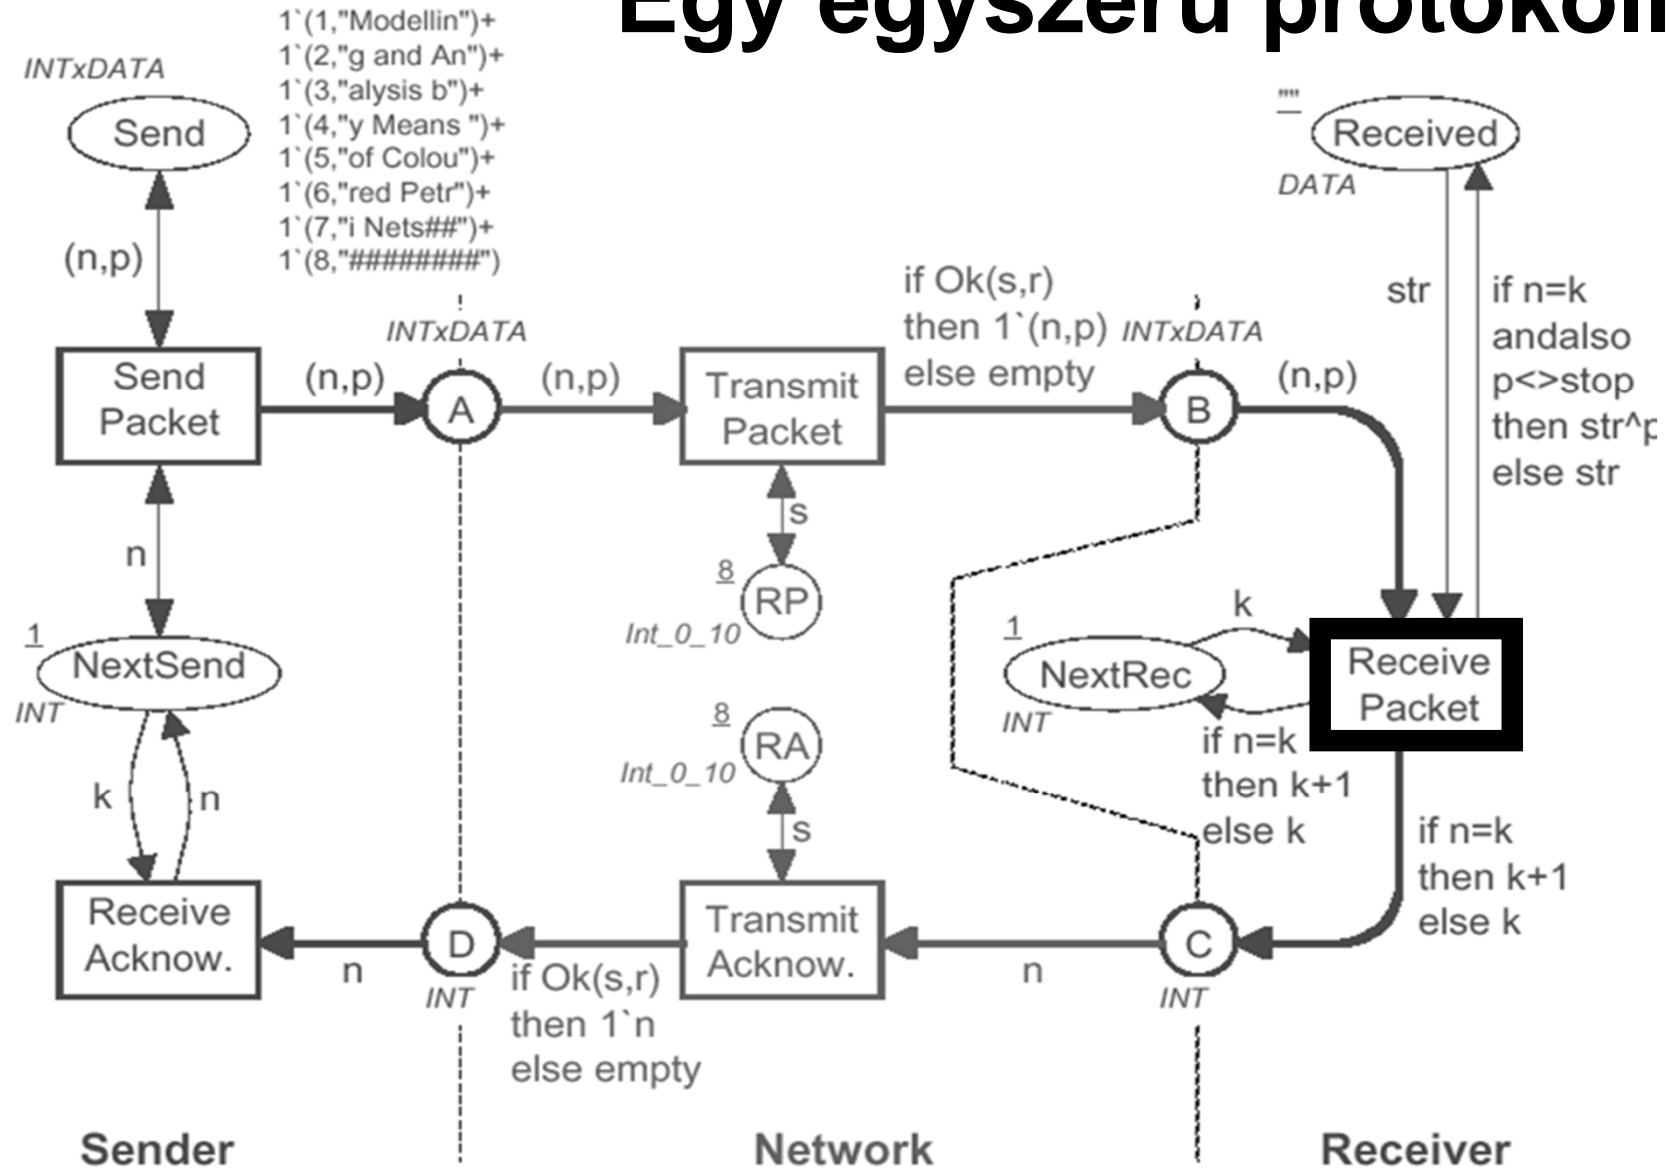 Egy egyszerű protokoll
1`(1,"Modellin")+
1`(2,"g and An")+
1`(3,"alysis b")+
1`(4,"y Means ")+
1`(5,"of Colou")+
1`(6,"red Petr")+
1`(7,"i Nets##")+
1`(8,"########")
INTxDATA
Send
(n,p)
Send
Packet
n
1
NextSend
INT
k
n
Receive
Acknow.
n
(n,p)
INTxDATA
A
(n,p)
Transmit
Packet
s
8
RP
Int_0_10
8
RA
Int_0_10
s
Transmit
Acknow.
if Ok(s,r)
then 1`(n,p)
else empty
INTxDATA
B
(n,p)
""
Received
DATA
str
if n=k
andalso
p<>stop
then str^p
else str
k
1
NextRec
INT
Receive
Packet
if n=k
then k+1
else k
if n=k
then k+1
else k
C
INT
n
D
INT
if Ok(s,r)
then 1`n
else empty
Sender
Network
Receiver